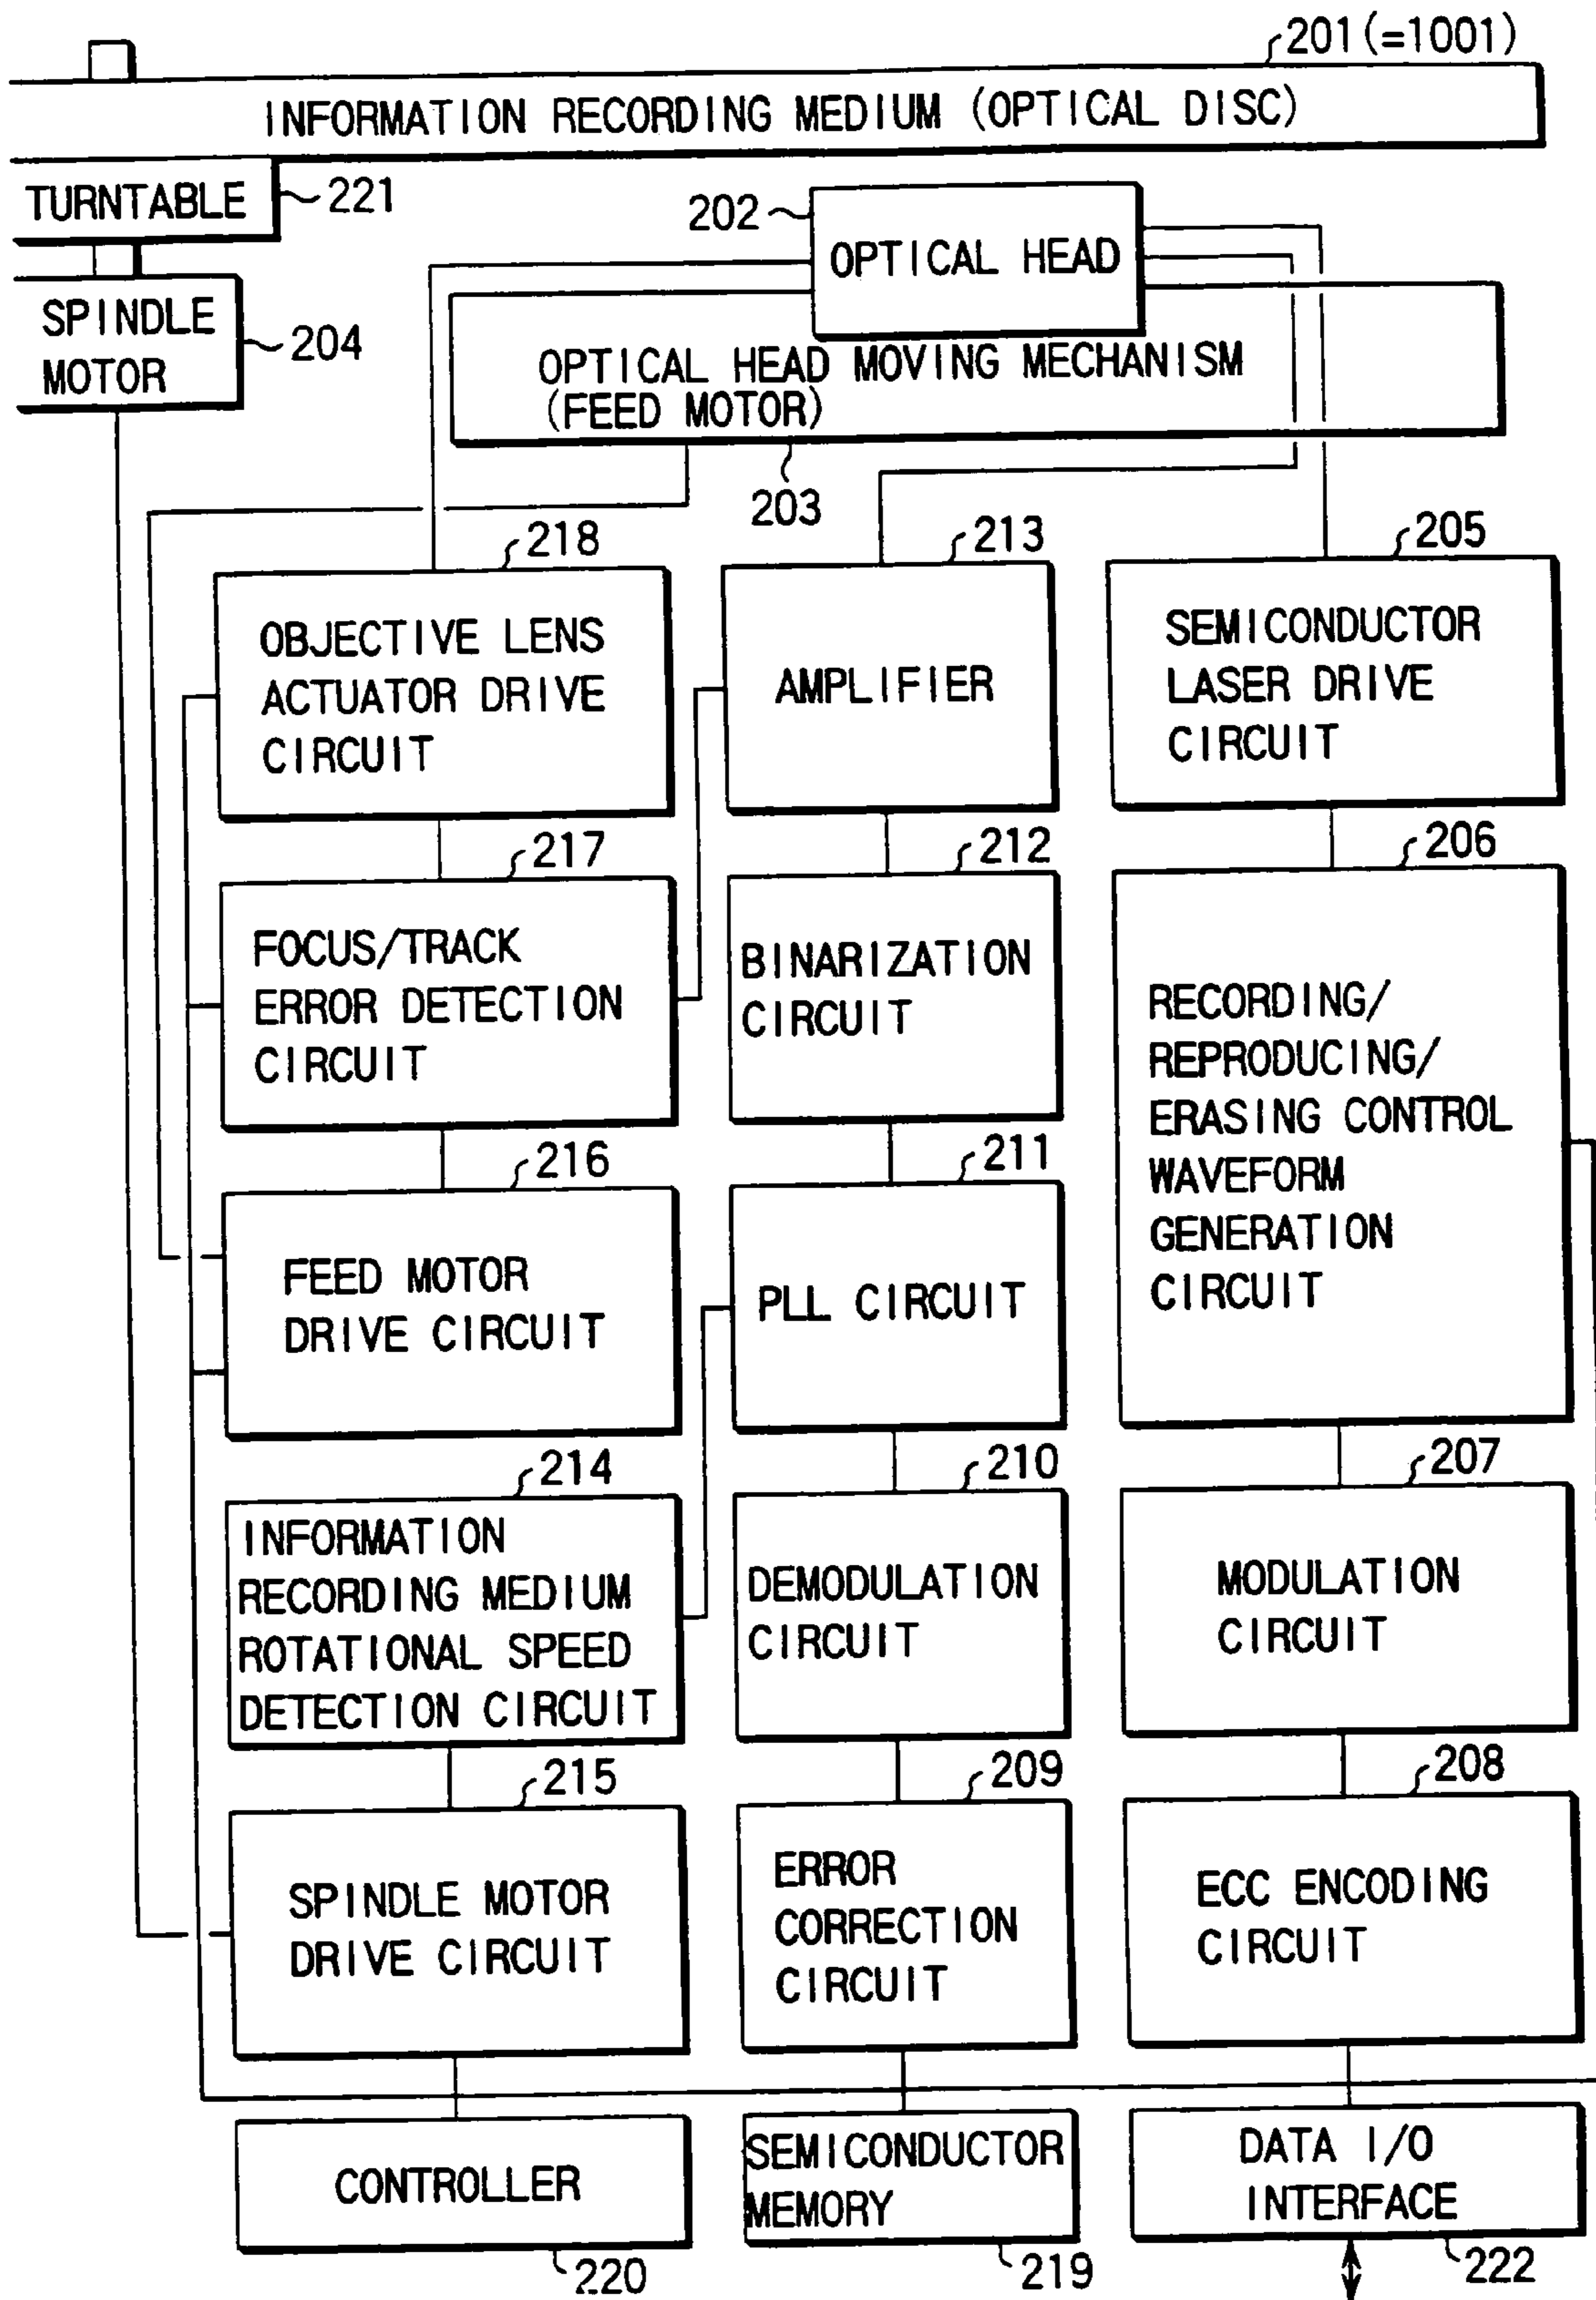 201(=1001)
INFORMATION RECORDING MEDIUM (OPTICAL DISC)
TURNTABLE
221
202
OPTICAL HEAD
SPINDLE
MOTOR
204
OPTICAL HEAD MOVING MECHANISM
(FEED MOTOR)
203
218
OBJECTIVE LENS
ACTUATOR DRIVE
CIRCUIT
213
AMPLIFIER
205
SEMICONDUCTOR
LASER DRIVE
CIRCUIT
217
FOCUS/TRACK
ERROR DETECTION
CIRCUIT
212
BINARIZATION
CIRCUIT
206
RECORDING/
REPRODUCING/
ERASING CONTROL
WAVEFORM
GENERATION
CIRCUIT
216
FEED MOTOR
DRIVE CIRCUIT
211
PLL CIRCUIT
214
INFORMATION
RECORDING MEDIUM
ROTATIONAL SPEED
DETECTION CIRCUIT
210
DEMODULATION
CIRCUIT
207
MODULATION
CIRCUIT
215
SPINDLE MOTOR
DRIVE CIRCUIT
209
ERROR
CORRECTION
CIRCUIT
208
ECC ENCODING
CIRCUIT
CONTROLLER
220
SEMICONDUCTOR
MEMORY
219
DATA I/O
INTERFACE
222